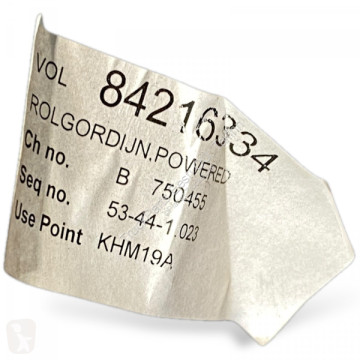 VOL 84216334
ROLGORDIJN.POWERED
Ch no. B 750455
Seq no. 53-44-1.023
Use Point KHM19A